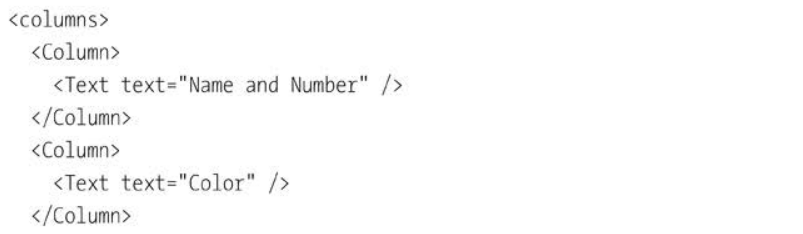 <columns>
  <Column>
    <Text text="Name and Number" />
  </Column>
  <Column>
    <Text text="Color" />
  </Column>